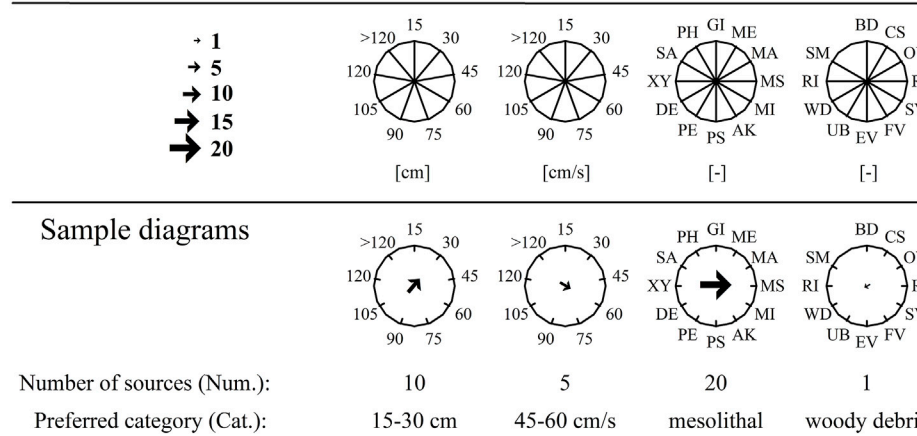 1
5
10
15
20
15 30 45 60 75 90 105 120 >120
[cm]
15 30 45 60 75 90 105 120 >120
[cm/s]
GI ME MA MS MI AK PS PE DE XY SA PH
[-]
BD CS FV EV UB WD RI SM
[-]
Sample diagrams
15 30 45 60 75 90 105 120 >120
15 30 45 60 75 90 105 120 >120
GI ME MA MS MI AK PS PE DE XY SA PH
BD CS FV EV UB WD RI SM
Number of sources (Num.): 10 5 20 1
Preferred category (Cat.): 15-30 cm 45-60 cm/s mesolithal woody debri